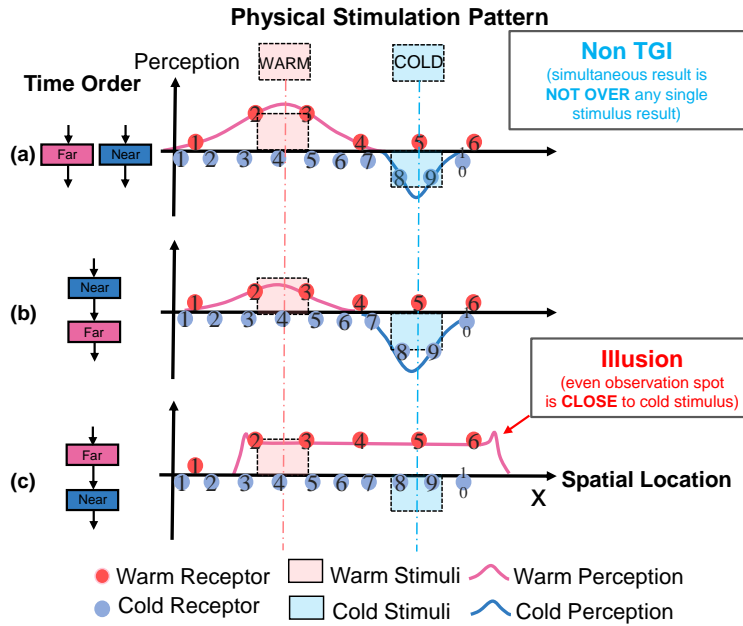 Physical Stimulation Pattern
Time Order
Perception
WARM
COLD
Non TGI
(simultaneous result is
NOT OVER any single
stimulus result)
(a)
Far
Near
1 2 3 4 5 6
1 2 3 4 5 6 7 8 9 10
(b)
Near
Far
1 2 3 4 5 6
1 2 3 4 5 6 7 8 9 10
Illusion
(even observation spot
is CLOSE to cold stimulus)
(c)
Far
Near
1 2 3 4 5 6
1 2 3 4 5 6 7 8 9 10
Spatial Location
X
Warm Receptor
Warm Stimuli
Warm Perception
Cold Receptor
Cold Stimuli
Cold Perception